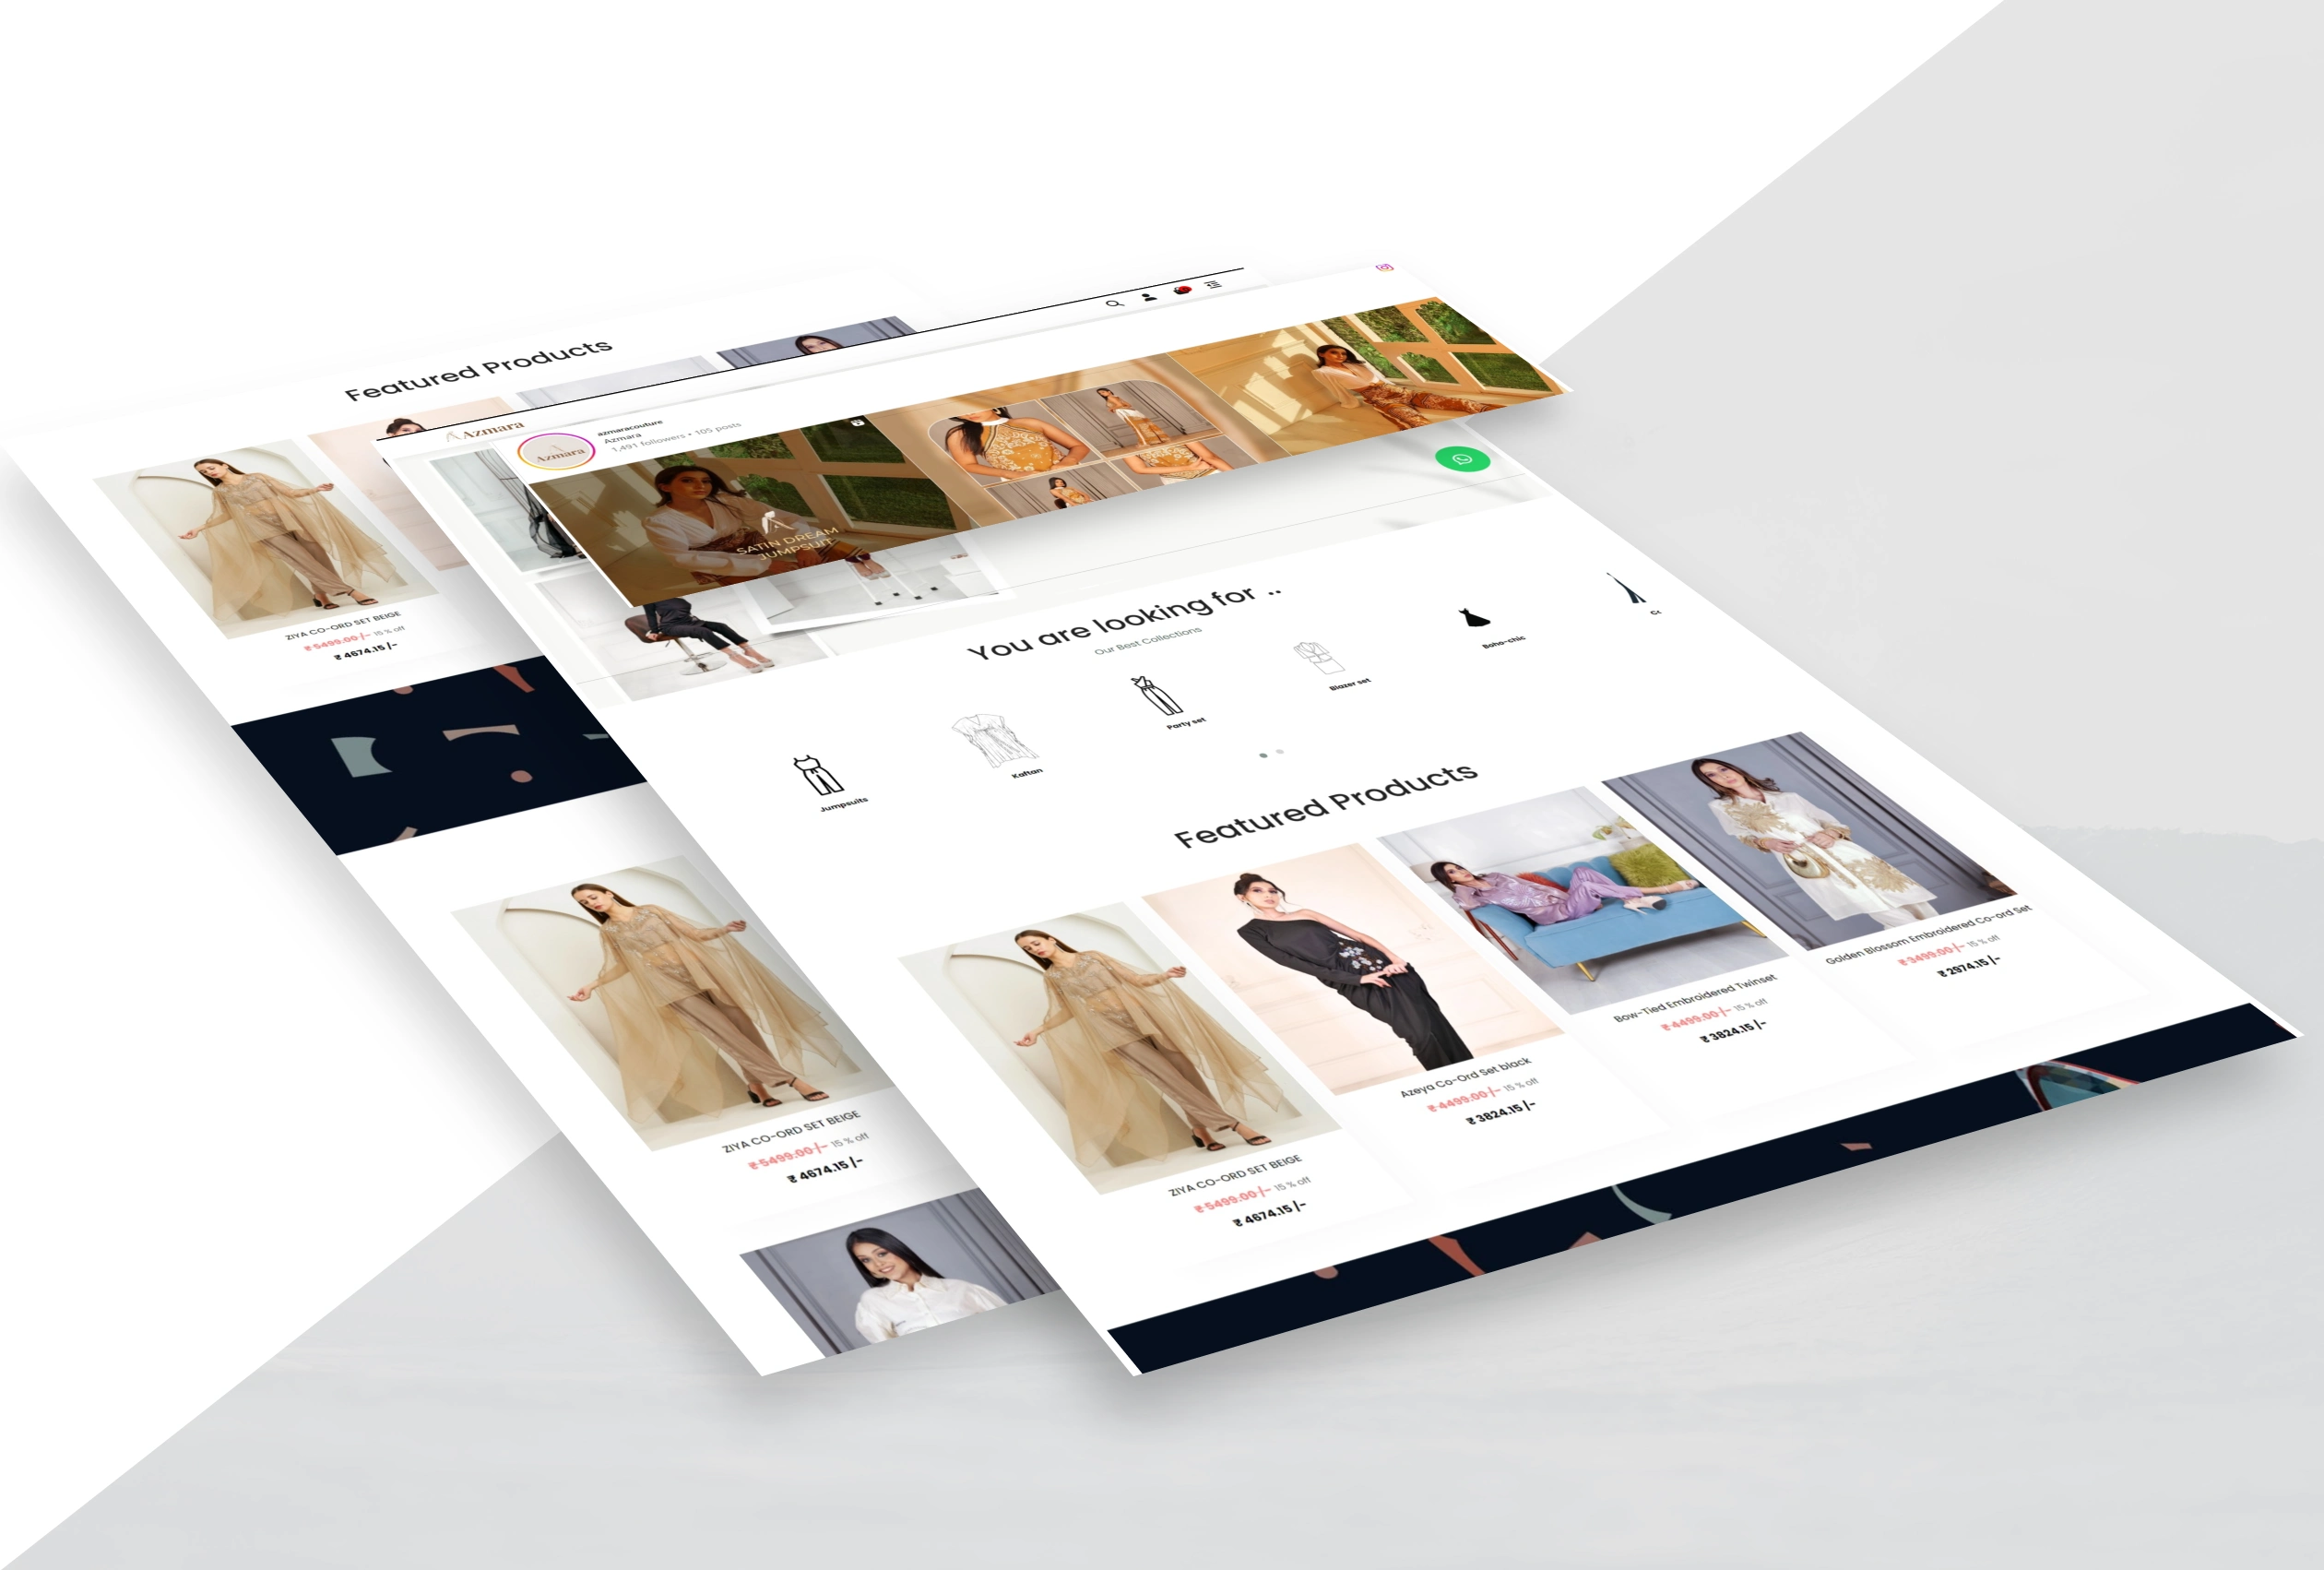 Featured Products
ZIYA CO-ORD SET BEIGE
₹ 5499.00/- 15 % off
₹ 4674.15 /-
ZIYA CO-ORD SET BEIGE
₹ 5499.00 /- 15 % off
₹ 4674.15 /-
Azmara
Azmara
azmaracouture
Azmara
1,491 followers • 105 posts
SATIN DREAM
JUMPSUIT
You are looking for ..
Our Best Collections
Jumpsuits
Kaftan
Party set
Blazer set
Boho-chic
Featured Products
ZIYA CO-ORD SET BEIGE
₹ 5499.00 /- 15 % off
₹ 4674.15 /-
Azeya Co-Ord Set black
₹ 4499.00 /- 15 % off
₹ 3824.15 /-
Bow-Tied Embroidered Twinset
₹ 4499.00 /- 15 % off
₹ 3824.15 /-
Golden Blossom Embroidered Co-ord Set
₹ 3499.00 /- 15 % off
₹ 2974.15 /-